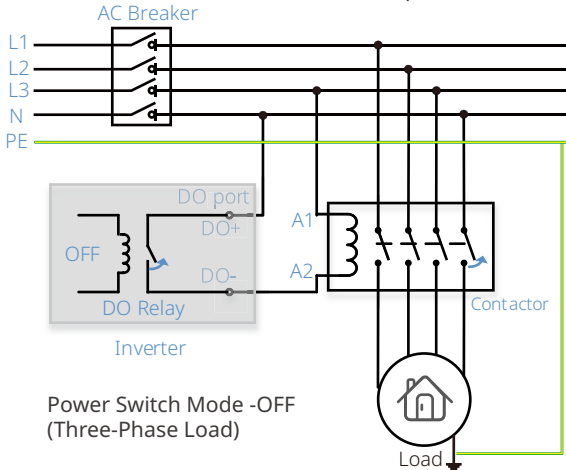 AC Breaker
L1
L2
L3
N
PE
DO port
DO+
A1
OFF
DO-
A2
DO Relay
Contactor
Inverter
Power Switch Mode -OFF
(Three-Phase Load)
Load